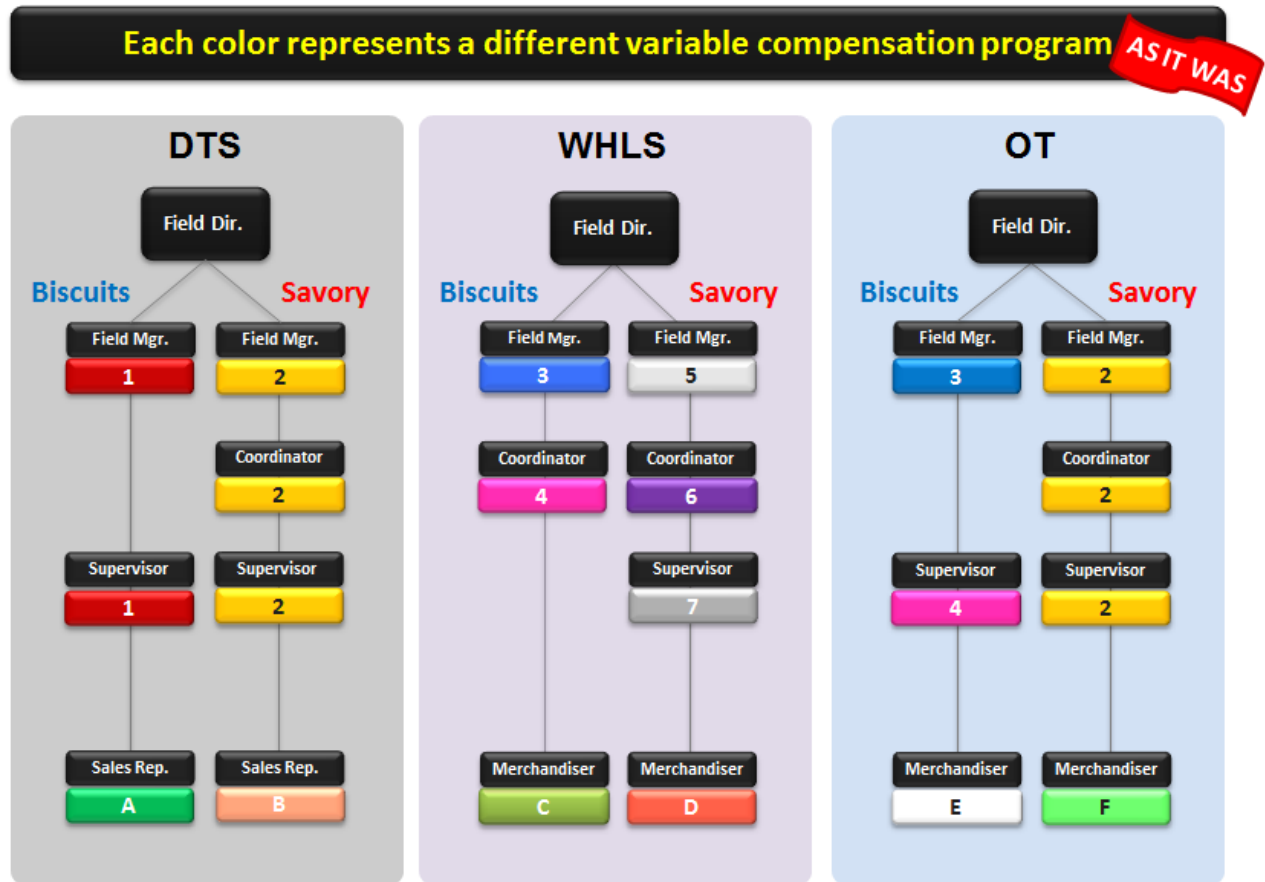 Each color represents a different variable compensation program
AS IT WAS
DTS
Field Dir.
Biscuits
Savory
Field Mgr.
1
Field Mgr.
2
Coordinator
2
Supervisor
1
Supervisor
2
Sales Rep.
A
Sales Rep.
B
WHLS
Field Dir.
Biscuits
Savory
Field Mgr.
3
Field Mgr.
5
Coordinator
4
Coordinator
6
Supervisor
7
Merchandiser
C
Merchandiser
D
OT
Field Dir.
Biscuits
Savory
Field Mgr.
3
Field Mgr.
2
Coordinator
2
Supervisor
4
Supervisor
2
Merchandiser
E
Merchandiser
F